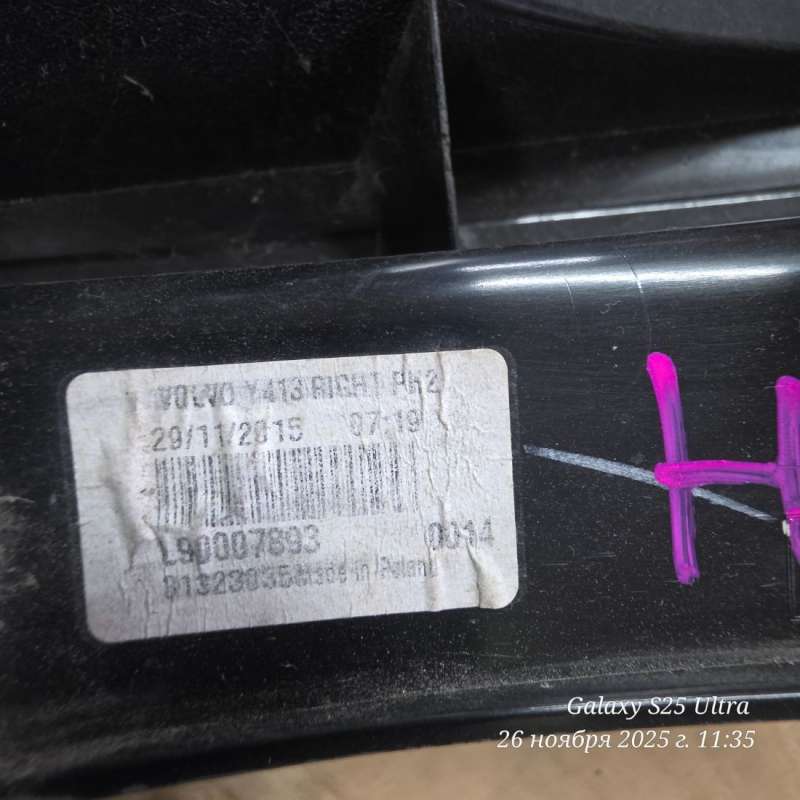 VOLVO Y413 RIGHT PH2
29/11/2015 07:19
L90007893 0014
31323035 Made in Poland
H
Galaxy S25 Ultra
26 ноября 2025 г. 11:35